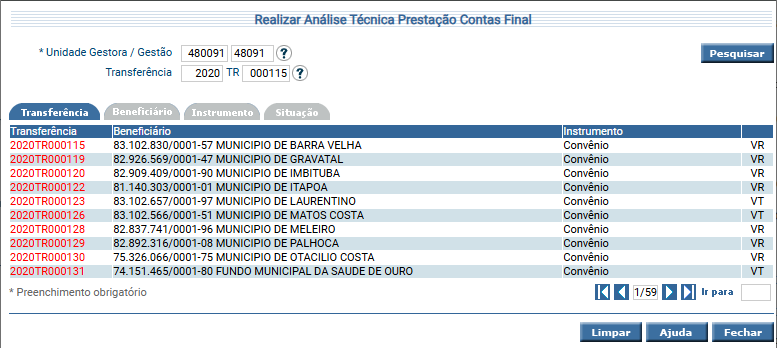 Realizar Análise Técnica Prestação Contas Final
* Unidade Gestora / Gestão 480091 48091 ?
Pesquisar
Transferência 2020 TR 000115 ?
Transferência Beneficiário Instrumento Situação
Transferência Beneficiário Instrumento
2020TR000115 83.102.830/0001-57 MUNICIPIO DE BARRA VELHA Convênio VR
2020TR000119 82.926.569/0001-47 MUNICIPIO DE GRAVATAL Convênio VR
2020TR000120 82.909.409/0001-90 MUNICIPIO DE IMBITUBA Convênio VR
2020TR000122 81.140.303/0001-01 MUNICIPIO DE ITAPOA Convênio VR
2020TR000123 83.102.657/0001-97 MUNICIPIO DE LAURENTINO Convênio VT
2020TR000126 83.102.566/0001-51 MUNICIPIO DE MATOS COSTA Convênio VT
2020TR000128 82.837.741/0001-96 MUNICIPIO DE MELEIRO Convênio VR
2020TR000129 82.892.316/0001-08 MUNICIPIO DE PALHOCA Convênio VR
2020TR000130 75.326.066/0001-75 MUNICIPIO DE OTACILIO COSTA Convênio VR
2020TR000131 74.151.465/0001-80 FUNDO MUNICIPAL DA SAUDE DE OURO Convênio VT
* Preenchimento obrigatório 1/59 Ir para
Limpar Ajuda Fechar